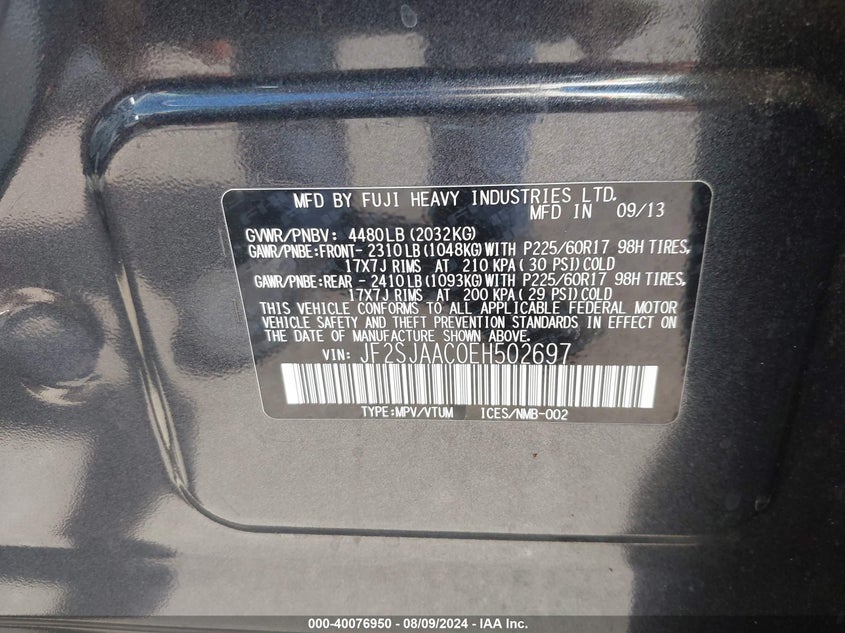 MFD BY FUJI HEAVY INDUSTRIES LTD.
MFD IN 09/13
GVWR/PNBV: 4480LB(2032KG)
GAWR/PNBE:FRONT-2310LB(1048KG)WITH P225/60R17 98H TIRES,
17X7J RIMS AT 210 KPA(30 PSI)COLD
GAWR/PNBE:REAR - 2410LB(1093KG)WITH P225/60R17 98H TIRES,
17X7J RIMS AT 200 KPA(29 PSI)COLD
THIS VEHICLE CONFORMS TO ALL APPLICABLE FEDERAL MOTOR
VEHICLE SAFETY AND THEFT PREVENTION STANDARDS IN EFFECT ON
THE DATE OF MANUFACTURE SHOWN ABOVE.
VIN: JF2SJAAC0EH502697
TYPE:MPV/VTUM ICES/NMB-002
000-40076950 - 08/09/2024 - IAA Inc.